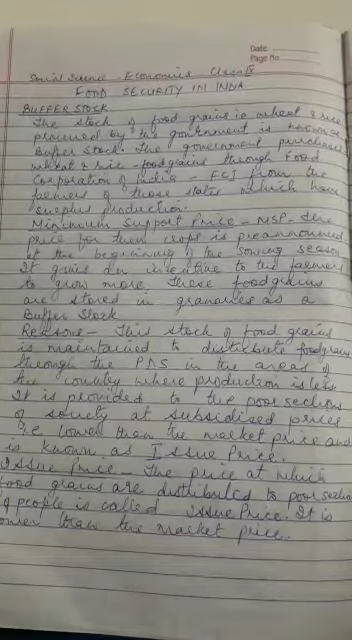 Date
Page No
Social Science - Economics Class IX
FOOD SECURITY IN INDIA
BUFFER STOCK
The stock of food grains i.e wheat & rice
procured by the government is known as
Buffer Stock. The government purchases
wheat & rice - foodgrains through Food
Corporation of India - FCI from the
farmers of those states which have
surplus production.
Minimum Support Price - MSP - The
price for their crops is preannounced
at the beginning of the sowing season
It gives an incentive to the farmers
to grow more. These foodgrains
are stored in granaries as a
Buffer Stock
Reasons - This stock of food grains
is maintained to distribute foodgrains
through the PDS in the areas of
the country where production is less.
It is provided to the poor sections
of society at subsidised prices
i.e lower than the market price and
is known as Issue Price.
Issue Price - The price at which
food grains are distributed to poor section
of people is called Issue Price. It is
lower than the market price.